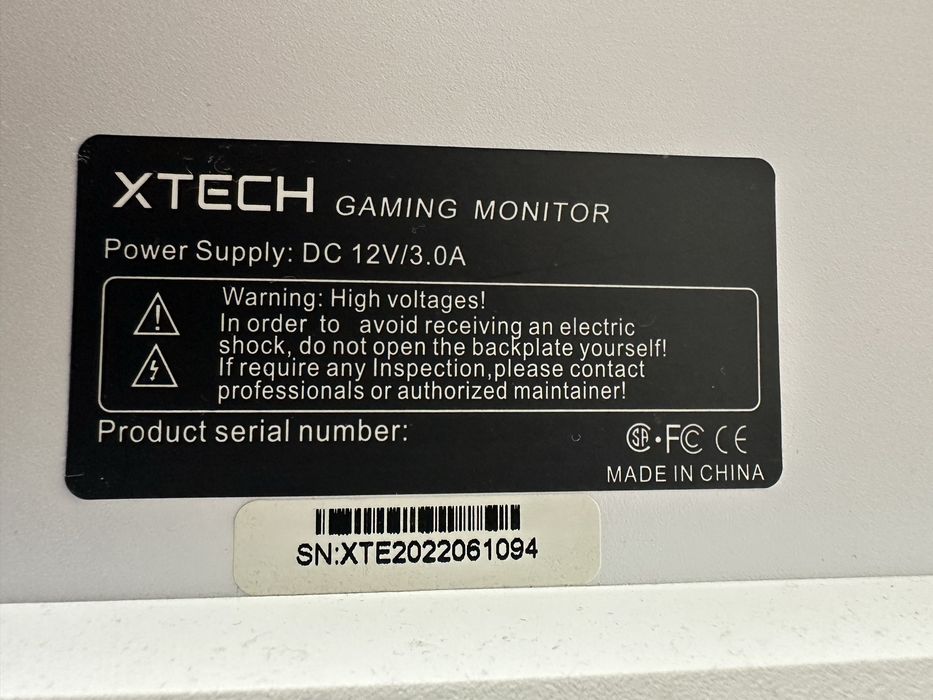 XTECH GAMING MONITOR
Power Supply: DC 12V/3.0A
Warning: High voltages!
In order to avoid receiving an electric
shock, do not open the backplate yourself!
If require any Inspection,please contact
professionals or authorized maintainer!
Product serial number:
SA FC CE
MADE IN CHINA
SN:XTE2022061094